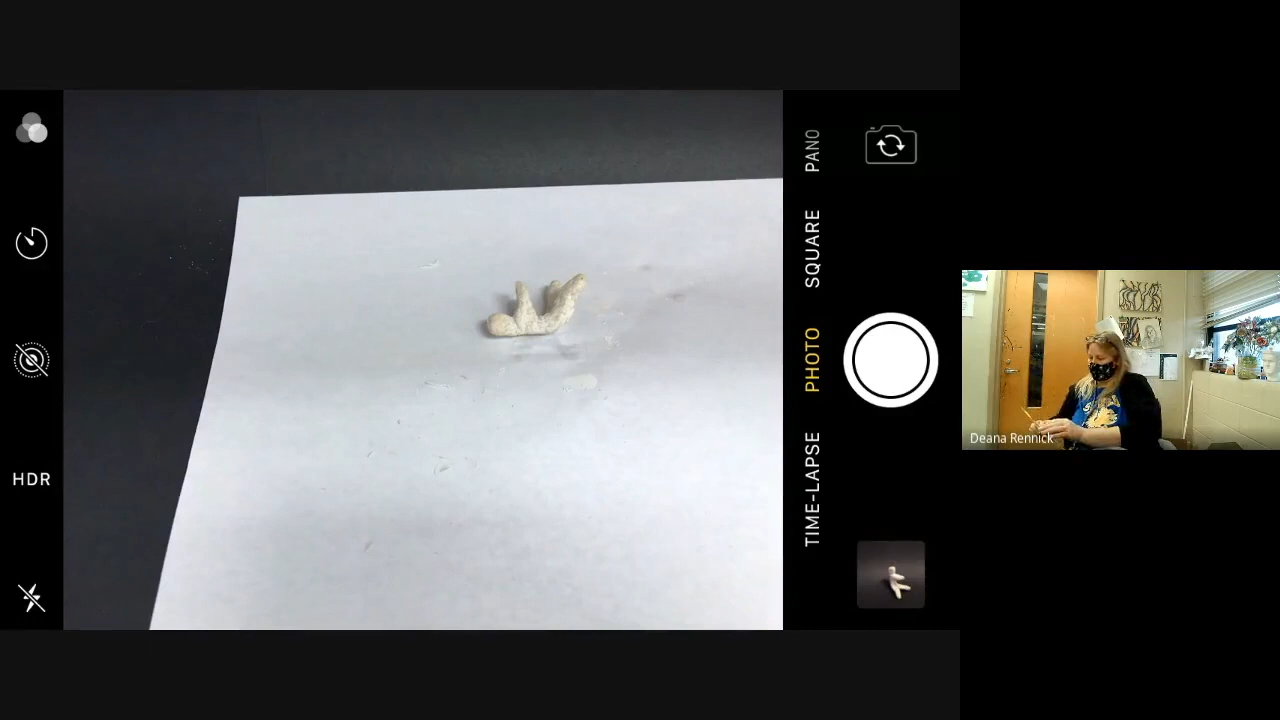 HDR
PANO
SQUARE
PHOTO
TIME-LAPSE
Deana Rennick